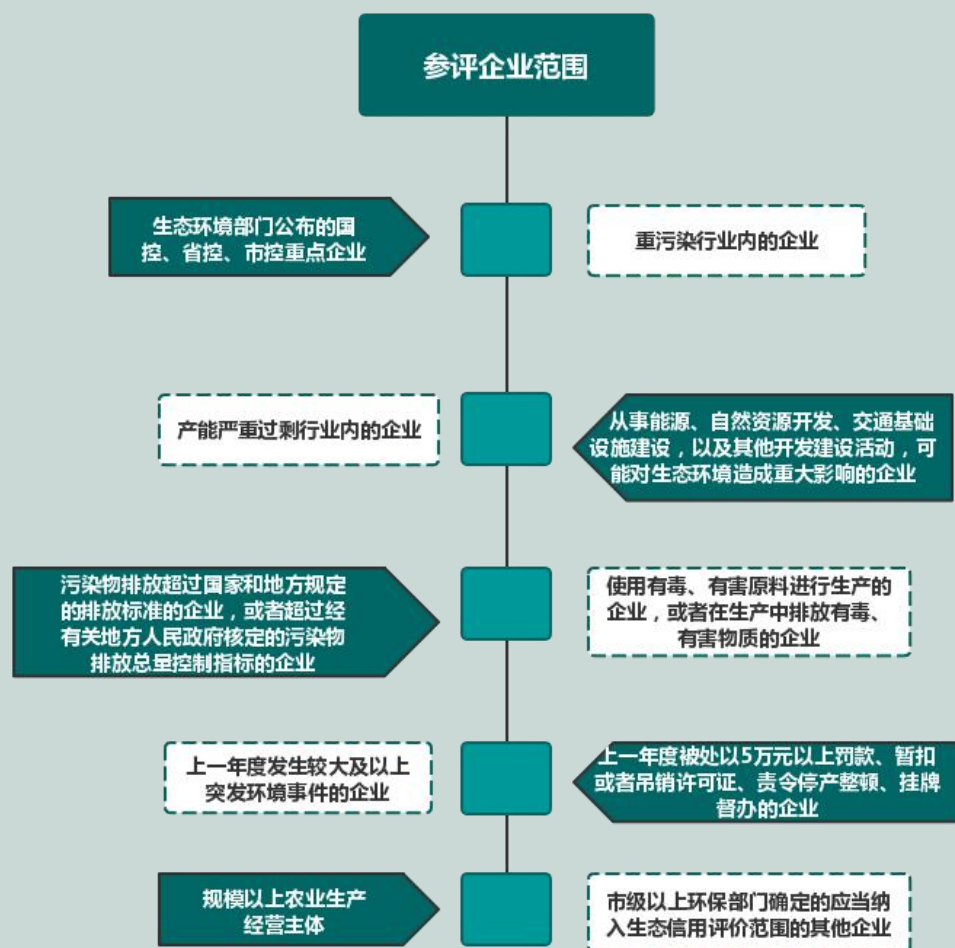 参评企业范围
生态环境部门公布的国
控、省控、市控重点企业
重污染行业内的企业
产能严重过剩行业内的企业
从事能源、自然资源开发、交通基础
设施建设，以及其他开发建设活动，可
能对生态环境造成重大影响的企业
污染物排放超过国家和地方规定
的排放标准的企业，或者超过经
有关地方人民政府核定的污染物
排放总量控制指标的企业
使用有毒、有害原料进行生产的
企业，或者在生产中排放有毒、
有害物质的企业
上一年度发生较大及以上
突发环境事件的企业
上一年度被处以5万元以上罚款、暂扣
或者吊销许可证、责令停产整顿、挂牌
督办的企业
规模以上农业生产
经营主体
市级以上环保部门确定的应当纳
入生态信用评价范围的其他企业